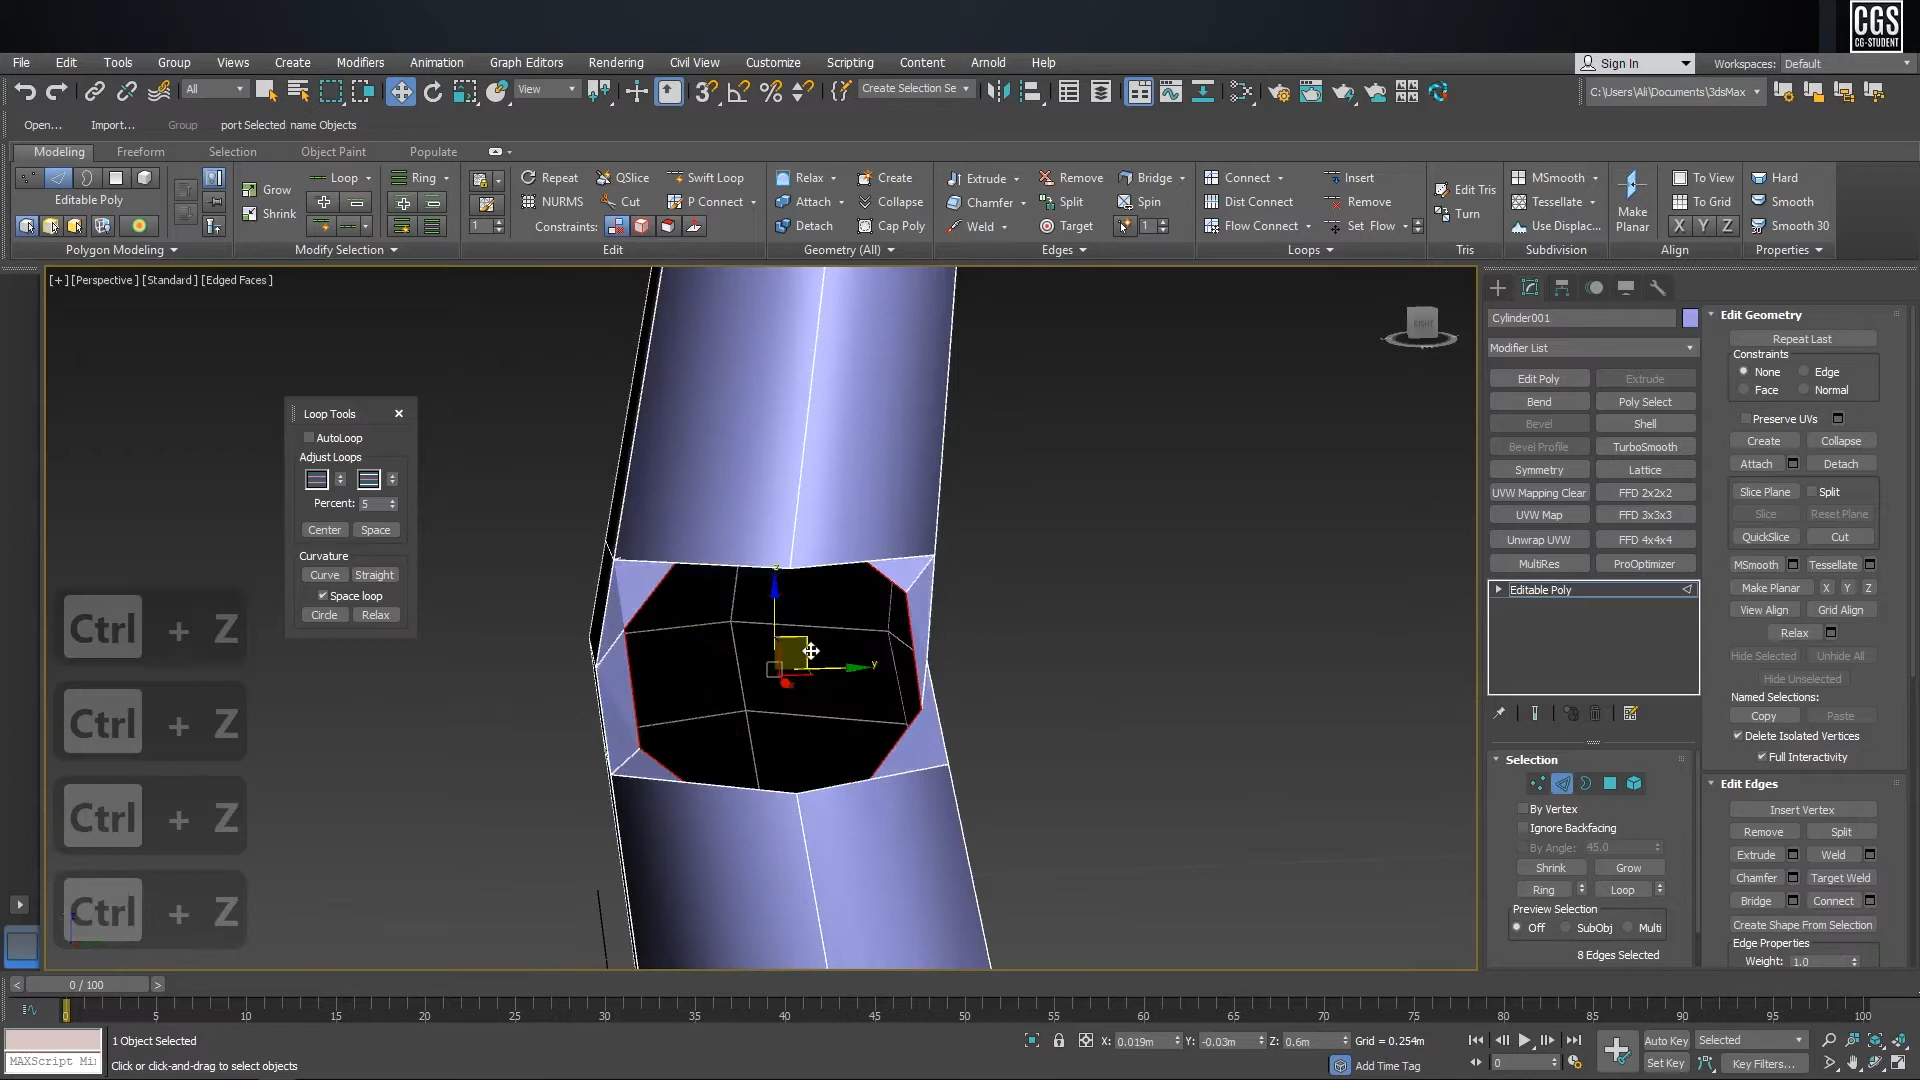 CGS
CG-STUDENT
File Edit Tools Group Views Create Modifiers Animation Graph Editors Rendering Civil View Customize Scripting Content Arnold Help
Sign In Workspaces: Default
All View Create Selection Se C:\Users\Ali\Documents\3dsMax
Open... Import... Group port Selected name Objects
Modeling Freeform Selection Object Paint Populate
Editable Poly
Polygon Modeling
Grow Loop Ring
Shrink
Modify Selection
Repeat QSlice Swift Loop
NURMS Cut P Connect
1 Constraints:
Edit
Relax Create
Attach Collapse
Detach Cap Poly
Geometry (All)
Extrude Remove Bridge
Chamfer Split Spin
Weld Target 1
Edges
Connect Insert
Dist Connect Remove
Flow Connect Set Flow
Loops
Edit Tris
Turn
Tris
MSmooth
Tessellate
Use Displac...
Subdivision
Make Planar
To View
To Grid
X Y Z
Align
Hard
Smooth
Smooth 30
Properties
[+] [Perspective] [Standard] [Edged Faces]
RIGHT
Loop Tools
AutoLoop
Adjust Loops
Percent: 5
Center Space
Curvature
Curve Straight
Space loop
Circle Relax
z
y
Ctrl + Z
Ctrl + Z
Ctrl + Z
Ctrl + Z
Cylinder001
Modifier List
Edit Poly Extrude
Bend Poly Select
Bevel Shell
Bevel Profile TurboSmooth
Symmetry Lattice
UVW Mapping Clear FFD 2x2x2
UVW Map FFD 3x3x3
Unwrap UVW FFD 4x4x4
MultiRes ProOptimizer
Editable Poly
Selection
By Vertex
Ignore Backfacing
By Angle: 45.0
Shrink Grow
Ring Loop
Preview Selection
Off SubObj Multi
8 Edges Selected
Edit Geometry
Repeat Last
Constraints
None Edge
Face Normal
Preserve UVs
Create Collapse
Attach Detach
Slice Plane Split
Slice Reset Plane
QuickSlice Cut
MSmooth Tessellate
Make Planar X Y Z
View Align Grid Align
Relax
Hide Selected Unhide All
Hide Unselected
Named Selections:
Copy Paste
Delete Isolated Vertices
Full Interactivity
Edit Edges
Insert Vertex
Remove Split
Extrude Weld
Chamfer Target Weld
Bridge Connect
Create Shape From Selection
Edge Properties
Weight: 1.0
< 0 / 100 >
0 5 10 15 20 25 30 35 40 45 50 55 60 65 70 75 80 85 90 95 100
1 Object Selected X: 0.019m Y: -0.03m Z: 0.6m Grid = 0.254m Auto Key Selected
MAXScript Mi Click or click-and-drag to select objects Add Time Tag 0 Set Key Key Filters...